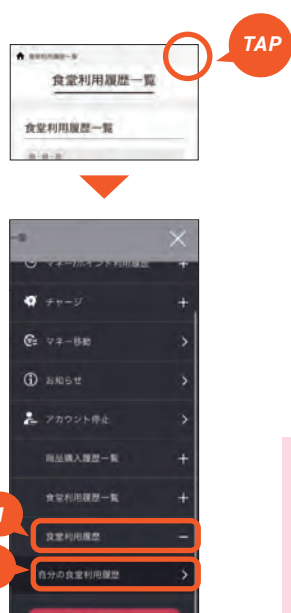 TAP
食堂利用履歴一覧
食堂利用履歴一覧
チャージ
マネー移動
お知らせ
アカウント停止
商品購入履歴一覧
食堂利用履歴一覧
食堂利用履歴
自分の食堂利用履歴